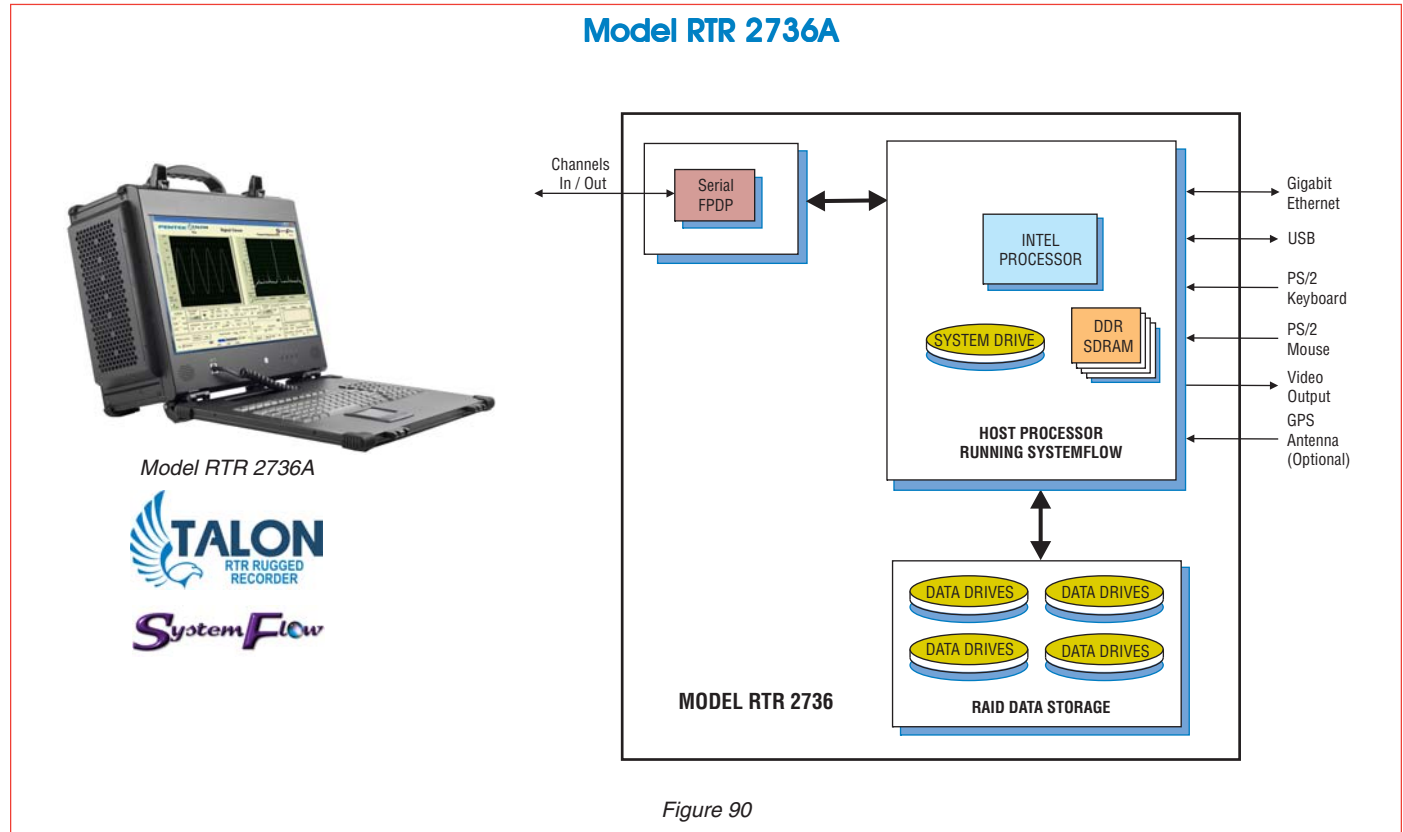 Model RTR 2736A
Channels
In / Out
Serial
FPDP
INTEL
PROCESSOR
SYSTEM DRIVE
DDR
SDRAM
HOST PROCESSOR
RUNNING SYSTEMFLOW
Gigabit
Ethernet
USB
PS/2
Keyboard
PS/2
Mouse
Video
Output
GPS
Antenna
(Optional)
DATA DRIVES
DATA DRIVES
DATA DRIVES
DATA DRIVES
RAID DATA STORAGE
MODEL RTR 2736
PENTEK TALON
Model RTR 2736A
TALON
RTR RUGGED
RECORDER
SystemFlow
Figure 90